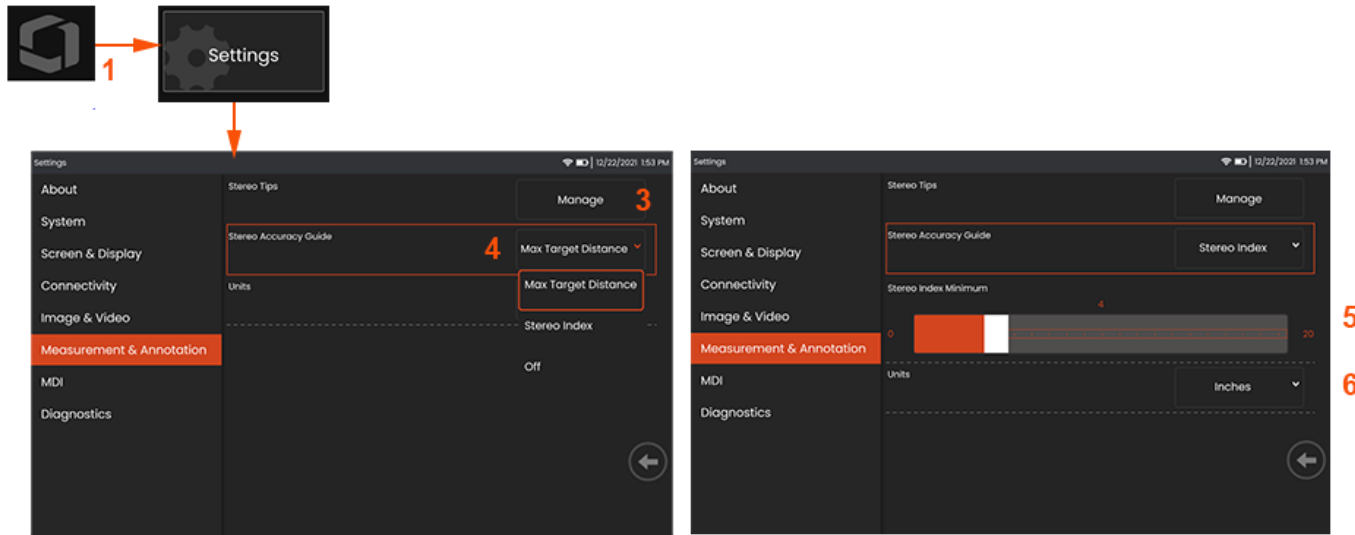 1
Settings
Settings
12/22/2021 1:53 PM
About
System
Screen & Display
Connectivity
Image & Video
Measurement & Annotation
MDI
Diagnostics
Stereo Tips
Manage
3
Stereo Accuracy Guide
4
Max Target Distance
Max Target Distance
Stereo Index
Off
Units
Settings
12/22/2021 1:53 PM
About
System
Screen & Display
Connectivity
Image & Video
Measurement & Annotation
MDI
Diagnostics
Stereo Tips
Manage
Stereo Accuracy Guide
Stereo Index
Stereo Index Minimum
4
0
20
5
Units
Inches
6